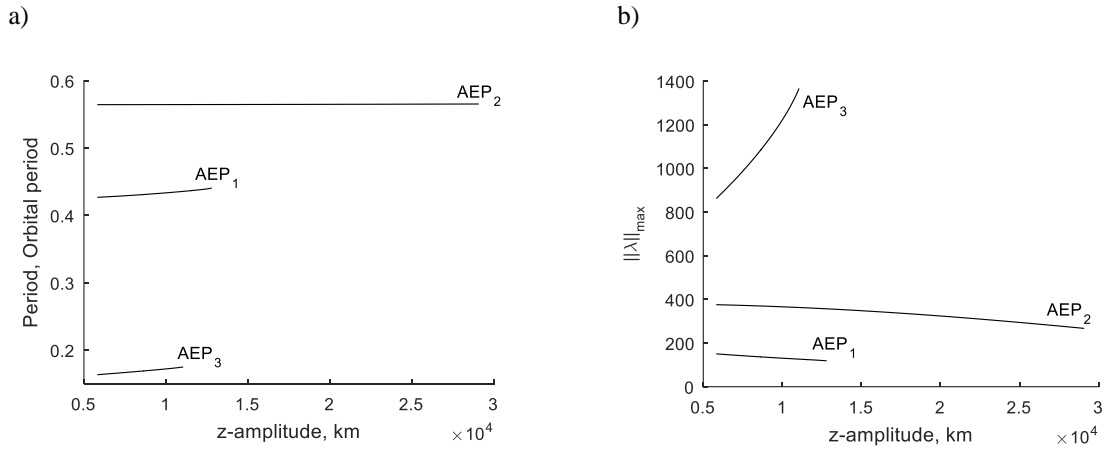 a)
0.6
0.5
0.4
0.3
0.2
Period, Orbital period
AEP2
AEP1
AEP3
0.5 1 1.5 2 2.5 3
z-amplitude, km
×10^4
b)
1400
1200
1000
800
600
400
200
0
||λ||max
AEP3
AEP2
AEP1
0.5 1 1.5 2 2.5 3
z-amplitude, km
×10^4